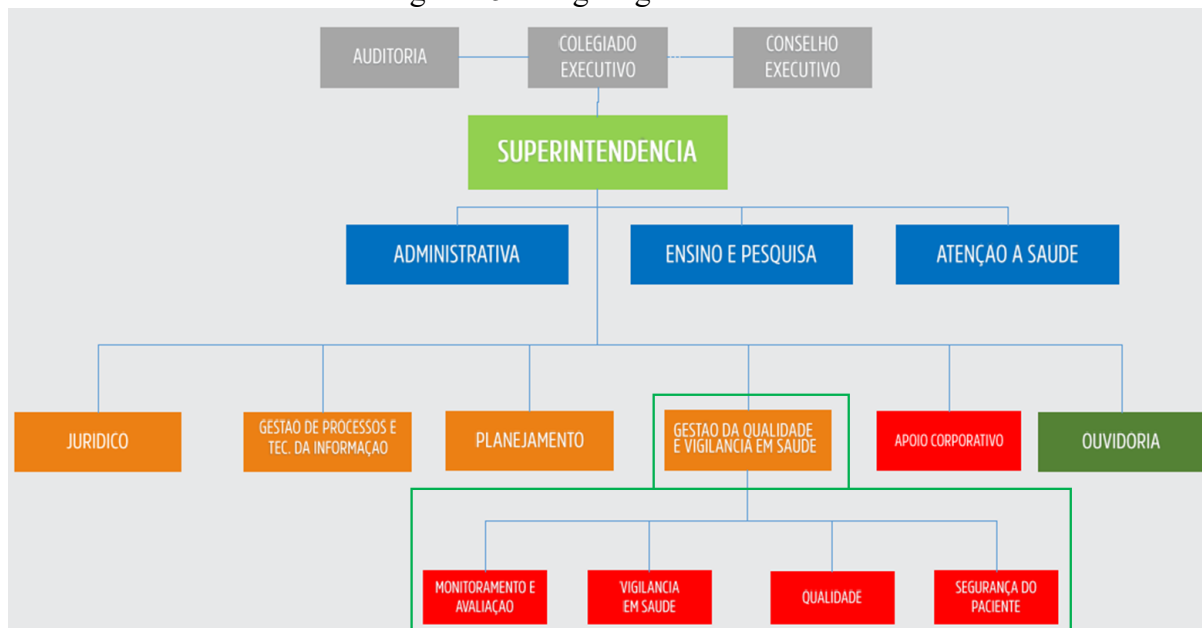 AUDITORIA
COLEGIADO
EXECUTIVO
CONSELHO
EXECUTIVO
SUPERINTENDENCIA
ADMINISTRATIVA
ENSINO E PESQUISA
ATENÇAO A SAUDE
JURIDICO
GESTAO DE PROCESSOS E
TEC. DA INFORMAÇAO
PLANEJAMENTO
GESTAO DA QUALIDADE
E VIGILANCIA EM SAUDE
APOIO CORPORATIVO
OUVIDORIA
MONITORAMENTO E
AVALIAÇAO
VIGILANCIA
EM SAUDE
QUALIDADE
SEGURANÇA DO
PACIENTE